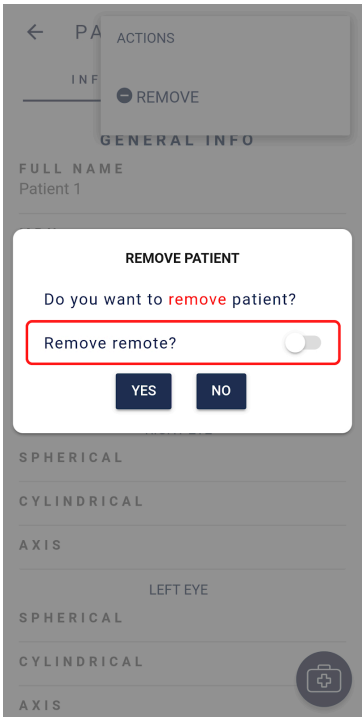 PA
ACTIONS
INF
REMOVE
GENERAL INFO
FULL NAME
Patient 1
REMOVE PATIENT
Do you want to remove patient?
Remove remote?
YES NO
SPHERICAL
CYLINDRICAL
AXIS
LEFT EYE
SPHERICAL
CYLINDRICAL
AXIS